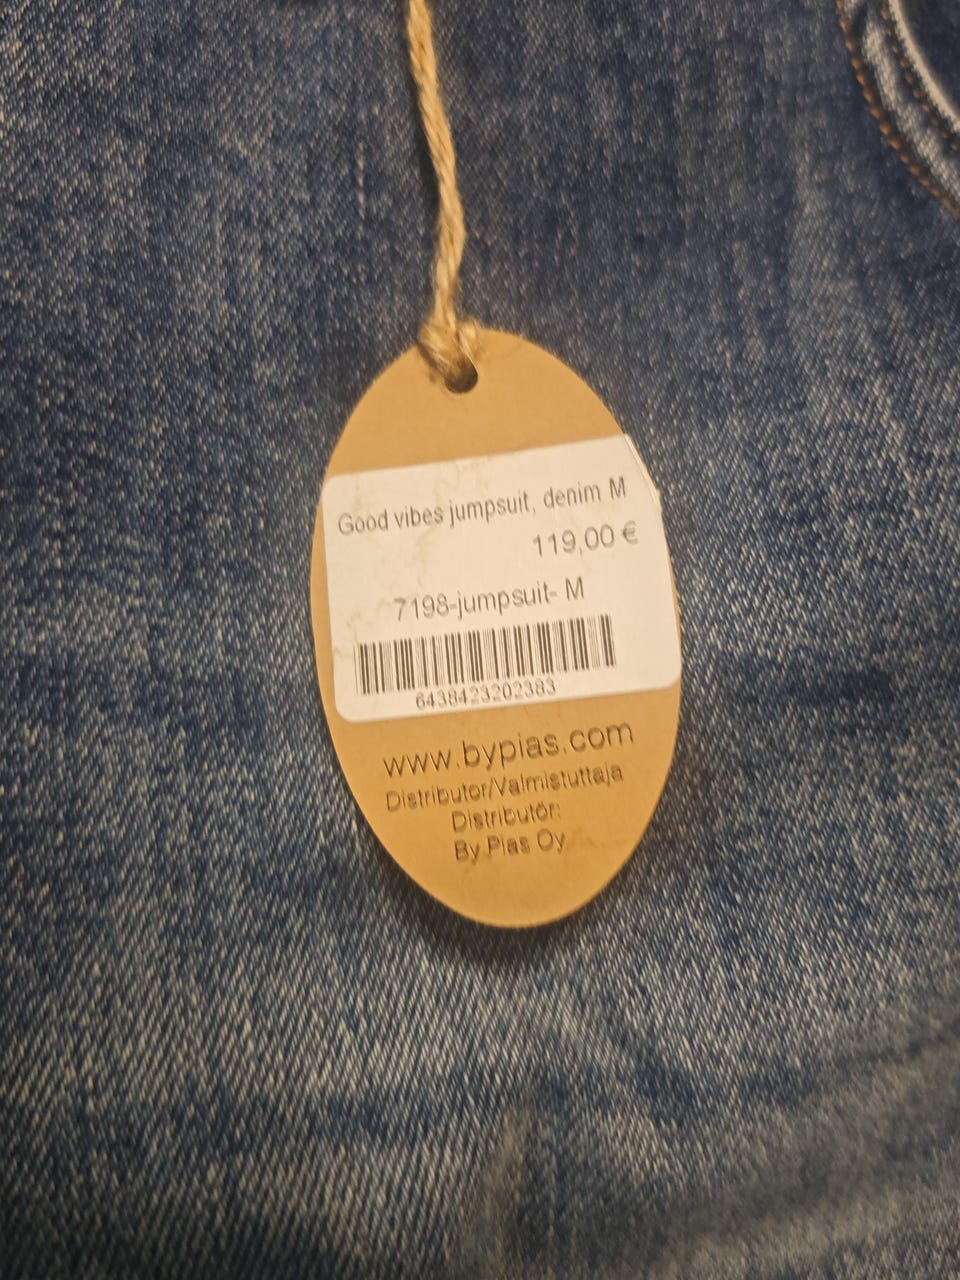 Good vibes jumpsuit, denim M
119,00 €
7198-jumpsuit- M
6438423202383
www.bypias.com
Distributor/Valmistuttaja
Distributör:
By Pias Oy